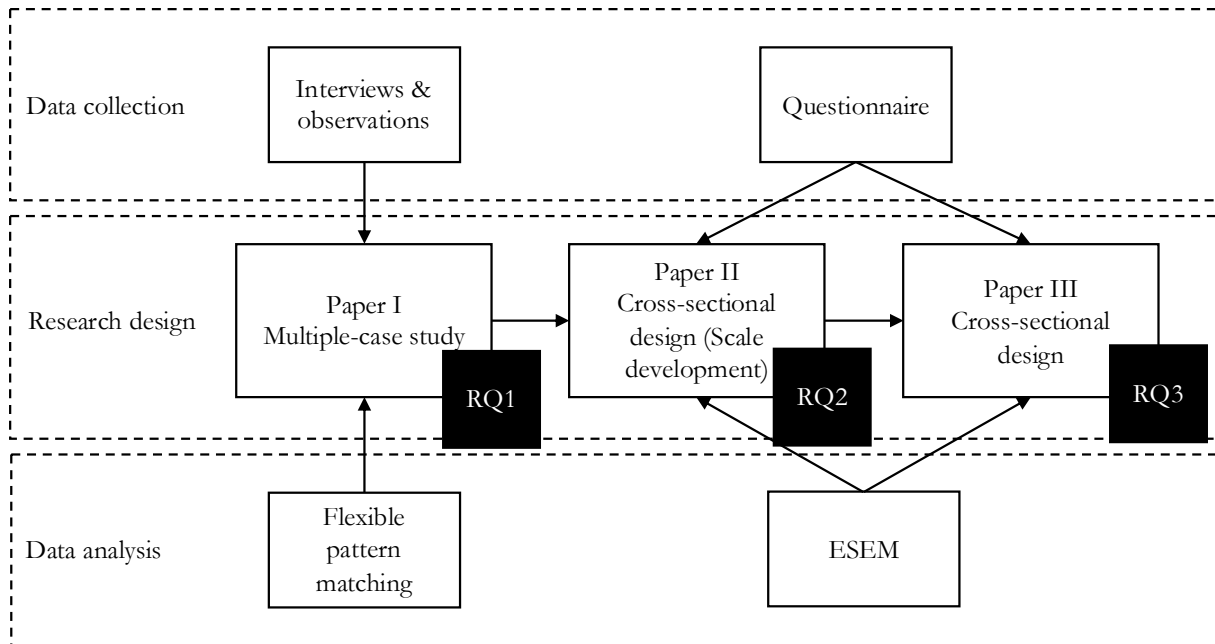 Data collection
Interviews &
observations
Questionnaire
Research design
Paper I
Multiple-case study
RQ1
Paper II
Cross-sectional
design (Scale
development)
RQ2
Paper III
Cross-sectional
design
RQ3
Data analysis
Flexible
pattern
matching
ESEM